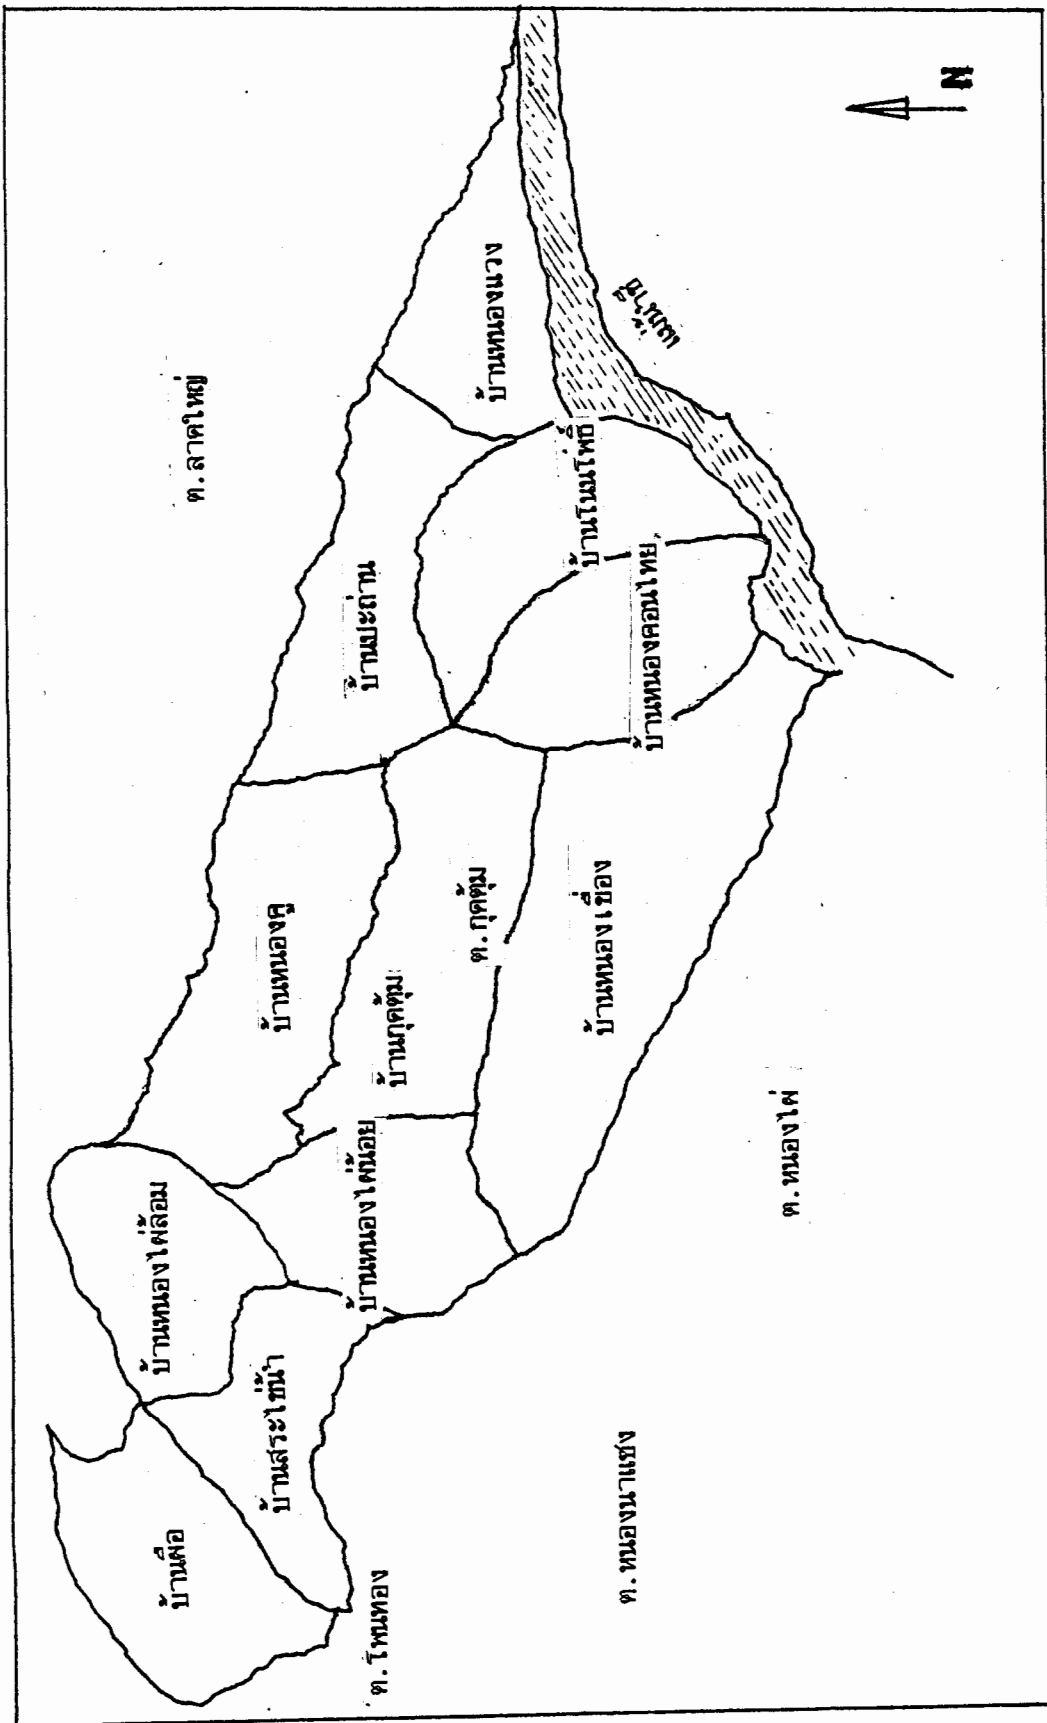 N
ต.ลาดใหญ่
บ้านหนองแวง
บ้านปะถ่าน
บ้านโนนโพธิ์
บ้านหนองคอนไทย
บ้านหนองคู
ต.กุดตุ้ม
บ้านกุดตุ้ม
บ้านหนองเขื่อง
บ้านหนองไผ่น้อย
บ้านหนองไผ่ล้อม
บ้านสระไข่น้ำ
บ้านผือ
ต.หนองไผ่
ต.หนองนาแซง
ต.โพนทอง